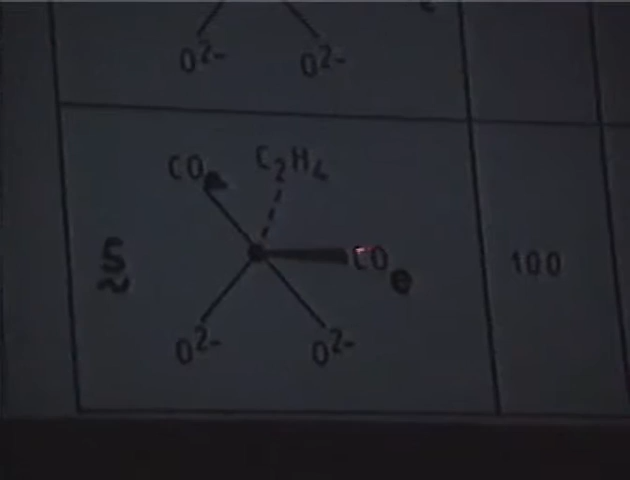 O²⁻ O²⁻
CO C₂H₄
5 CO e 100
O²⁻ O²⁻